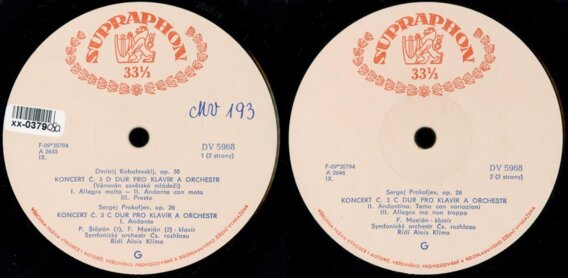 SUPRAPHON
33⅓
MV 193
XX-0379
F-09*30794
A 2645
IX.
DV 5968
1 (2 strany)
Dmitrij Kabalevskij, op. 50
KONCERT Č. 3 D DUR PRO KLAVÍR A ORCHESTR
(Věnován sovětské mládeži)
I. Allegro molto — II. Andante con moto
III. Presto
Sergej Prokofjev, op. 26
KONCERT Č. 3 C DUR PRO KLAVÍR A ORCHESTR
I. Andante
P. Štěpán (1), F. Maxián (2) - klavír
Symfonický orchestr Čs. rozhlasu
Řídí Alois Klíma
G
SUPRAPHON
33⅓
F-09*30794
A 2646
IX.
DV 5968
2 (2 strany)
Sergej Prokofjev, op. 26
KONCERT Č. 3 C DUR PRO KLAVÍR A ORCHESTR
II. Andantino. Tema con variazioni
III. Allegro ma non troppo
F. Maxián - klavír
Symfonický orchestr Čs. rozhlasu
Řídí Alois Klíma
G